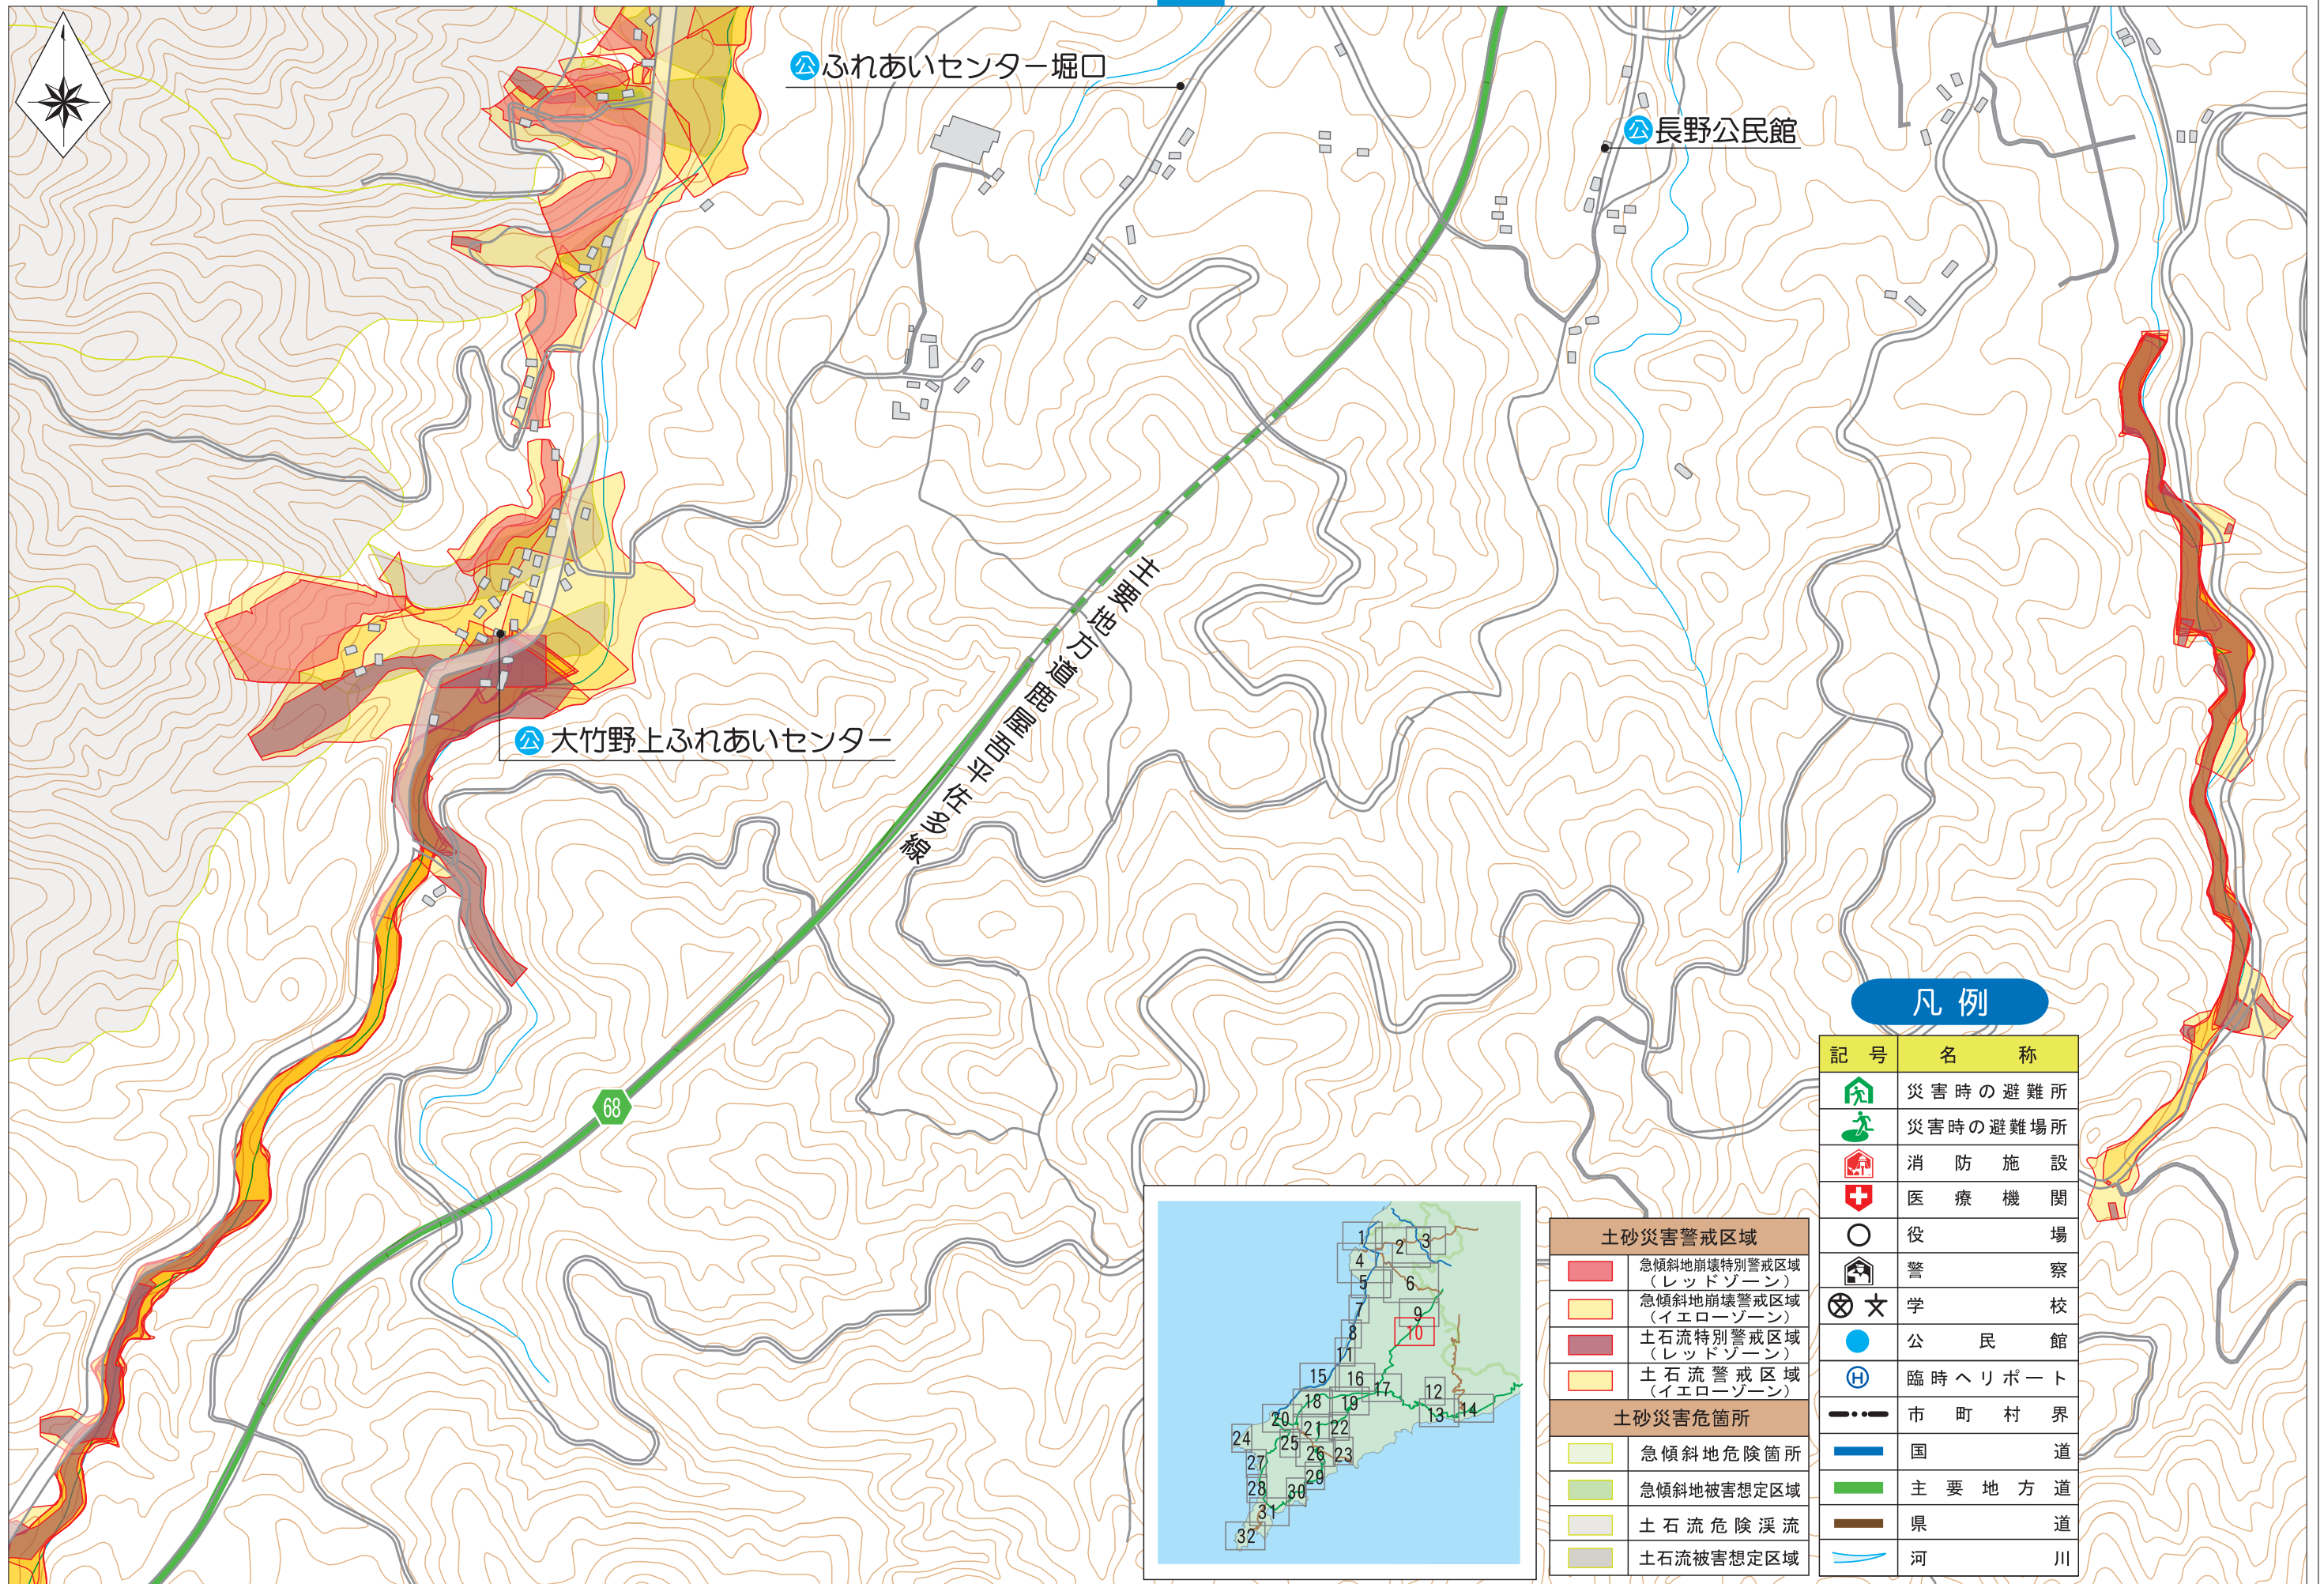 公 ふれあいセンター堀口
公 長野公民館
主要地方道鹿屋吾平佐多線
公 大竹野上ふれあいセンター
68
凡例
記号 名称
災害時の避難所
災害時の避難場所
消防施設
医療機関
役場
警察
文 文 学校
公民館
H 臨時ヘリポート
市町村界
国道
主要地方道
県道
河川
土砂災害警戒区域
急傾斜地崩壊特別警戒区域
（レッドゾーン）
急傾斜地崩壊警戒区域
（イエローゾーン）
土石流特別警戒区域
（レッドゾーン）
土石流警戒区域
（イエローゾーン）
土砂災害危箇所
急傾斜地危険箇所
急傾斜地被害想定区域
土石流危険渓流
土石流被害想定区域
1
2
3
4
5
6
7
8
9
10
11
12
13
14
15
16
17
18
19
20
21
22
23
24
25
26
27
28
29
30
31
32